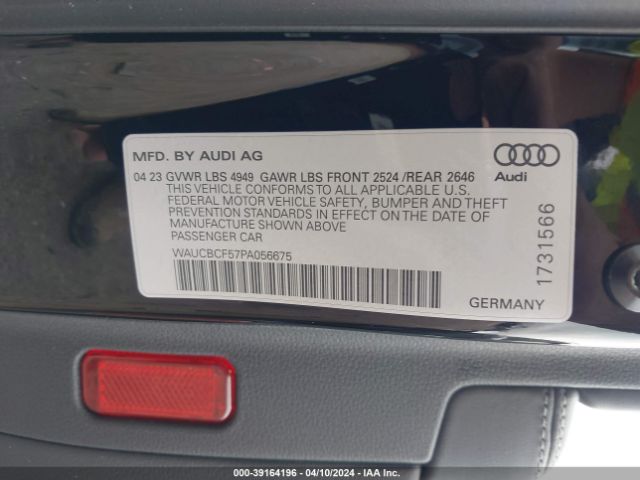 MFD. BY AUDI AG
04 23 GVWR LBS 4949 GAWR LBS FRONT 2524 /REAR 2646
THIS VEHICLE CONFORMS TO ALL APPLICABLE U.S.
FEDERAL MOTOR VEHICLE SAFETY, BUMPER AND THEFT
PREVENTION STANDARDS IN EFFECT ON THE DATE OF
MANUFACTURE SHOWN ABOVE
PASSENGER CAR
WAUCBCF57PA056675
Audi
1731566
GERMANY
000-39164196 - 04/10/2024 - IAA Inc.